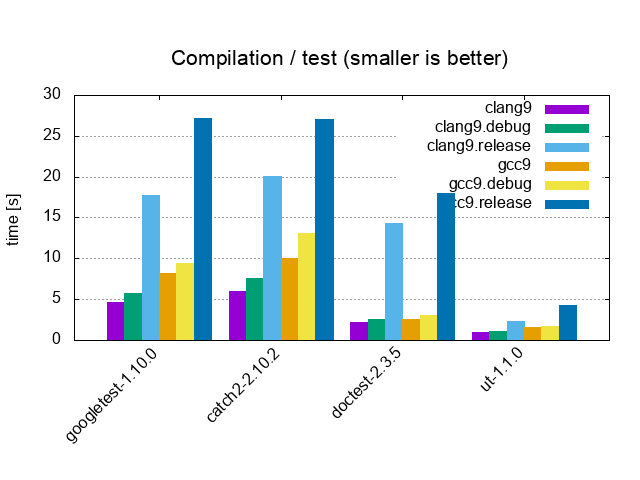 Compilation / test (smaller is better)
30
25
20
15
10
5
0
time [s]
clang9
clang9.debug
clang9.release
gcc9
gcc9.debug
cc9.release
googletest-1.10.0
catch2-2.10.2
doctest-2.3.5
ut-1.1.0